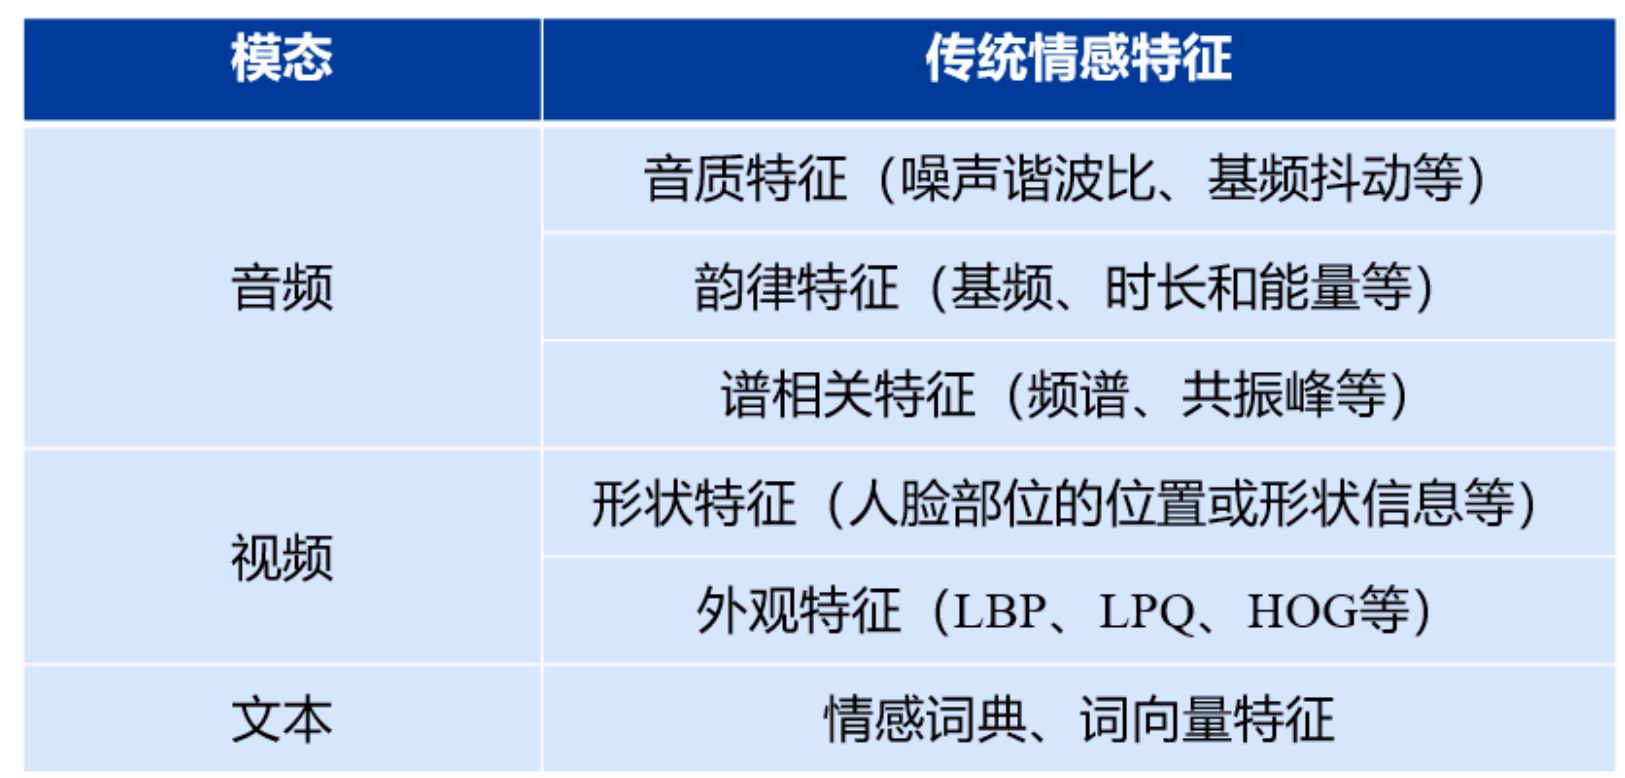 模态
传统情感特征
音频
音质特征（噪声谐波比、基频抖动等）
韵律特征（基频、时长和能量等）
谱相关特征（频谱、共振峰等）
视频
形状特征（人脸部位的位置或形状信息等）
外观特征（LBP、LPQ、HOG等）
文本
情感词典、词向量特征